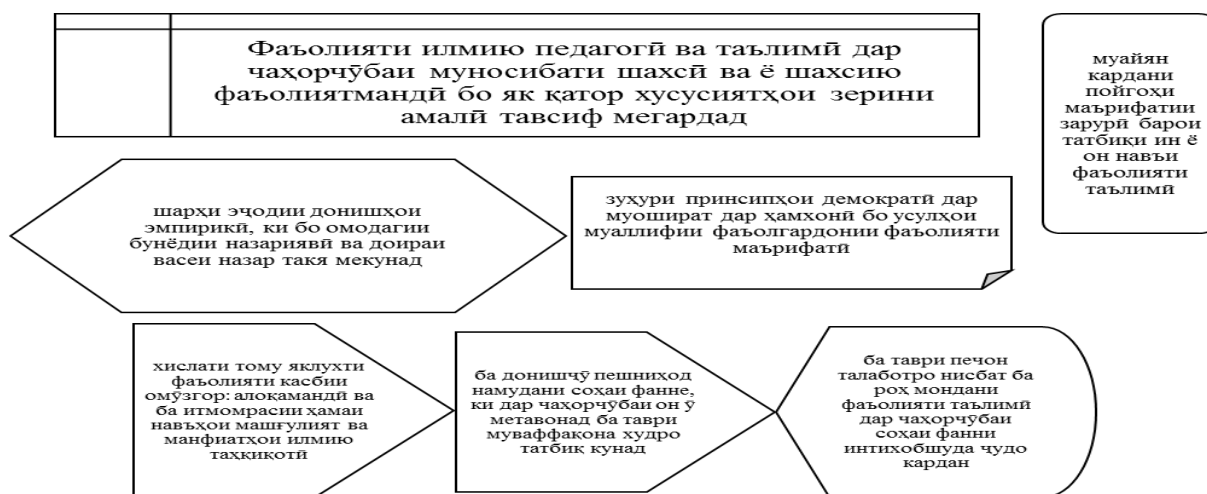 Фаъолияти илмию педагогӣ ва таълимӣ дар
чаҳорчӯбаи муносибати шахсӣ ва ё шахсию
фаъолиятмандӣ бо як қатор хусусиятҳои зерини
амалӣ тавсиф мегардад
муайян
кардани
пойгоҳи
маърифатии
зарурӣ барои
татбиқи ин ё
он навъи
фаъолияти
таълимӣ
шарҳи эҷодии донишҳои
эмпирикӣ, ки бо омодагии
бунёдии назариявӣ ва доираи
васеи назар такя мекунад
зуҳури принсипҳои демократӣ дар
муошират дар ҳамхонӣ бо усулҳои
муаллифии фаъолгардонии фаъолияти
маърифатӣ
хислати тому яклухти
фаъолияти касбии
омӯзгор: алоқамандӣ ва
ба итмомрасии ҳамаи
навъҳои машғулият ва
манфиатҳои илмию
таҳқиқотӣ
ба донишҷӯ пешниҳод
намудани соҳаи фанне,
ки дар чаҳорчӯбаи он ӯ
метавонад ба таври
муваффақона худро
татбиқ кунад
ба таври печон
талаботро нисбат ба
роҳ мондани
фаъолияти таълимӣ
дар чаҳорчӯбаи
соҳаи фанни
интихобшуда ҷудо
кардан